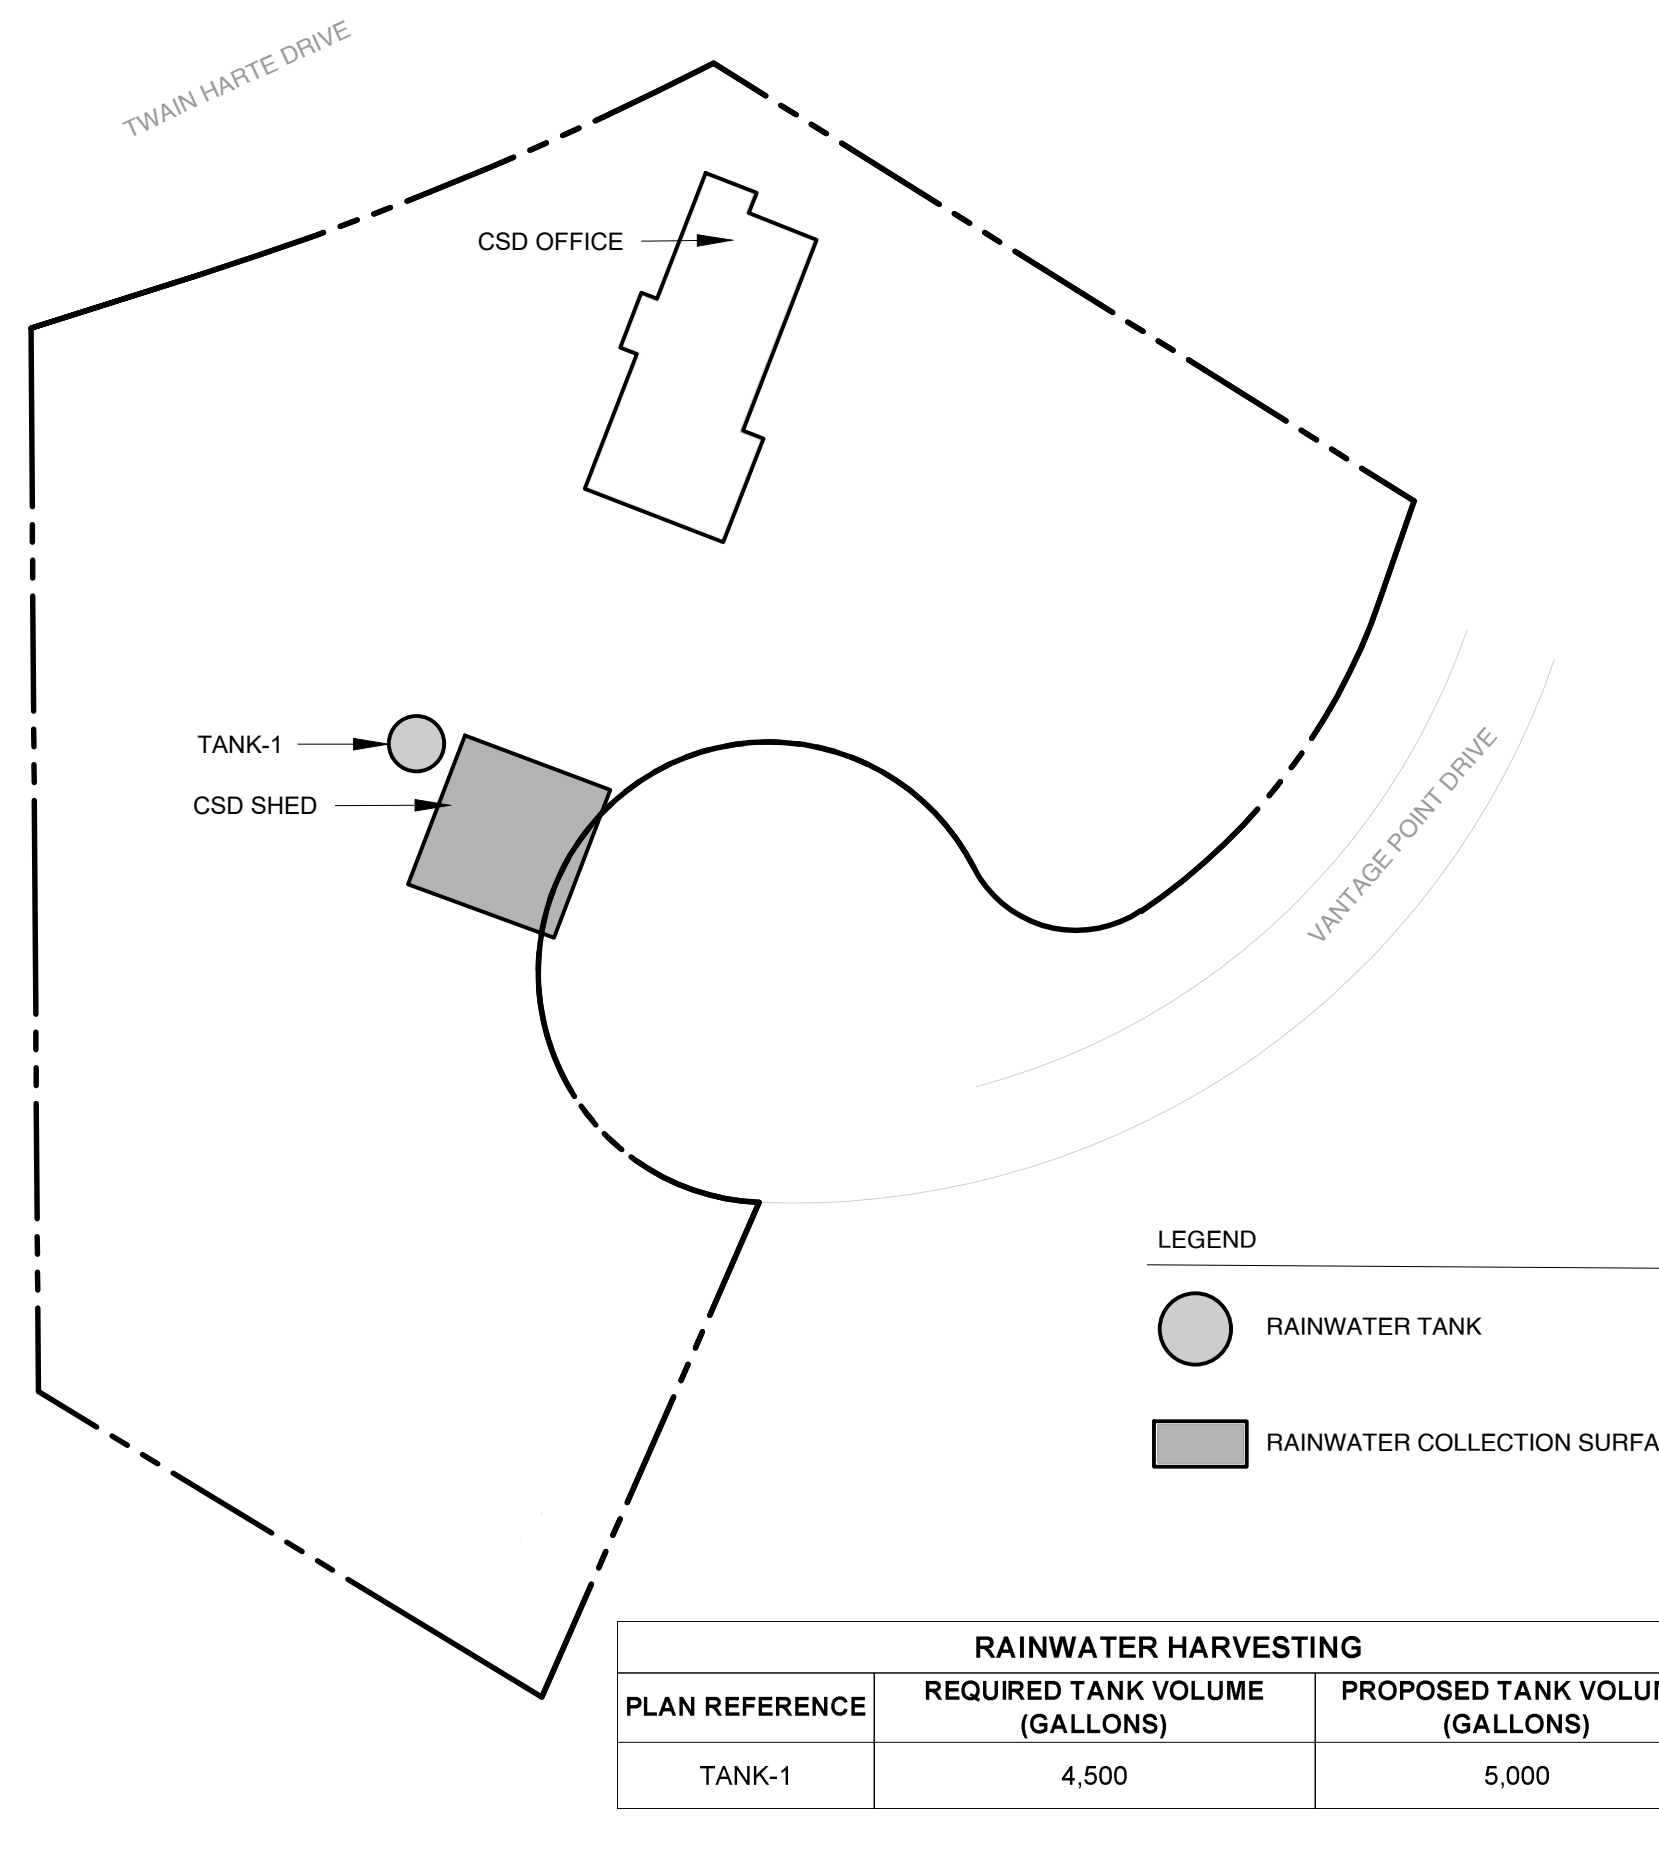 TWAIN HARTE DRIVE
CSD OFFICE
TANK-1
CSD SHED
VANTAGE POINT DRIVE
LEGEND
RAINWATER TANK
RAINWATER COLLECTION SURFA
RAINWATER HARVESTING
PLAN REFERENCE
REQUIRED TANK VOLUME
(GALLONS)
PROPOSED TANK VOLUM
(GALLONS)
TANK-1
4,500
5,000